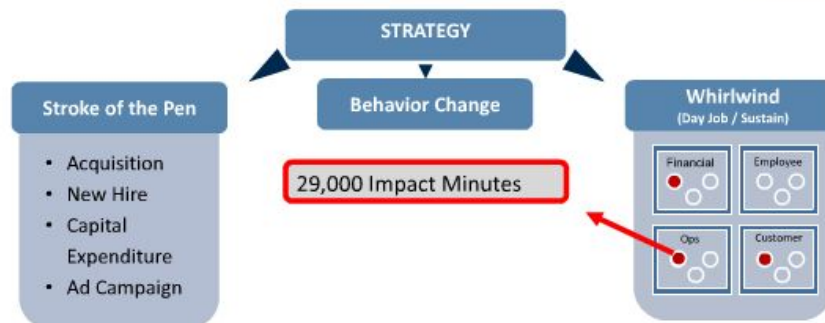 STRATEGY
Stroke of the Pen
• Acquisition
• New Hire
• Capital
Expenditure
• Ad Campaign
Behavior Change
29,000 Impact Minutes
Whirlwind
(Day Job / Sustain)
Financial
Employee
Ops
Customer